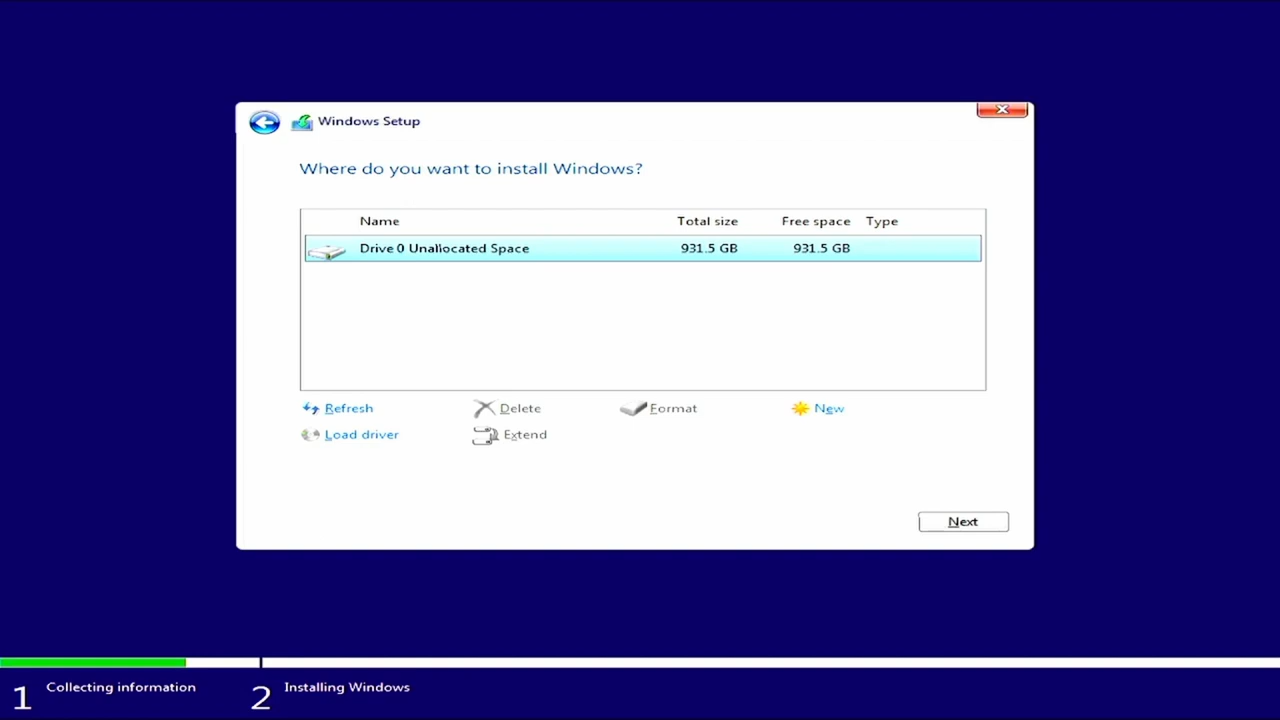 Windows Setup
Where do you want to install Windows?
Name Total size Free space Type
Drive 0 Unallocated Space 931.5 GB 931.5 GB
Refresh Delete Format New
Load driver Extend
Next
1 Collecting information 2 Installing Windows